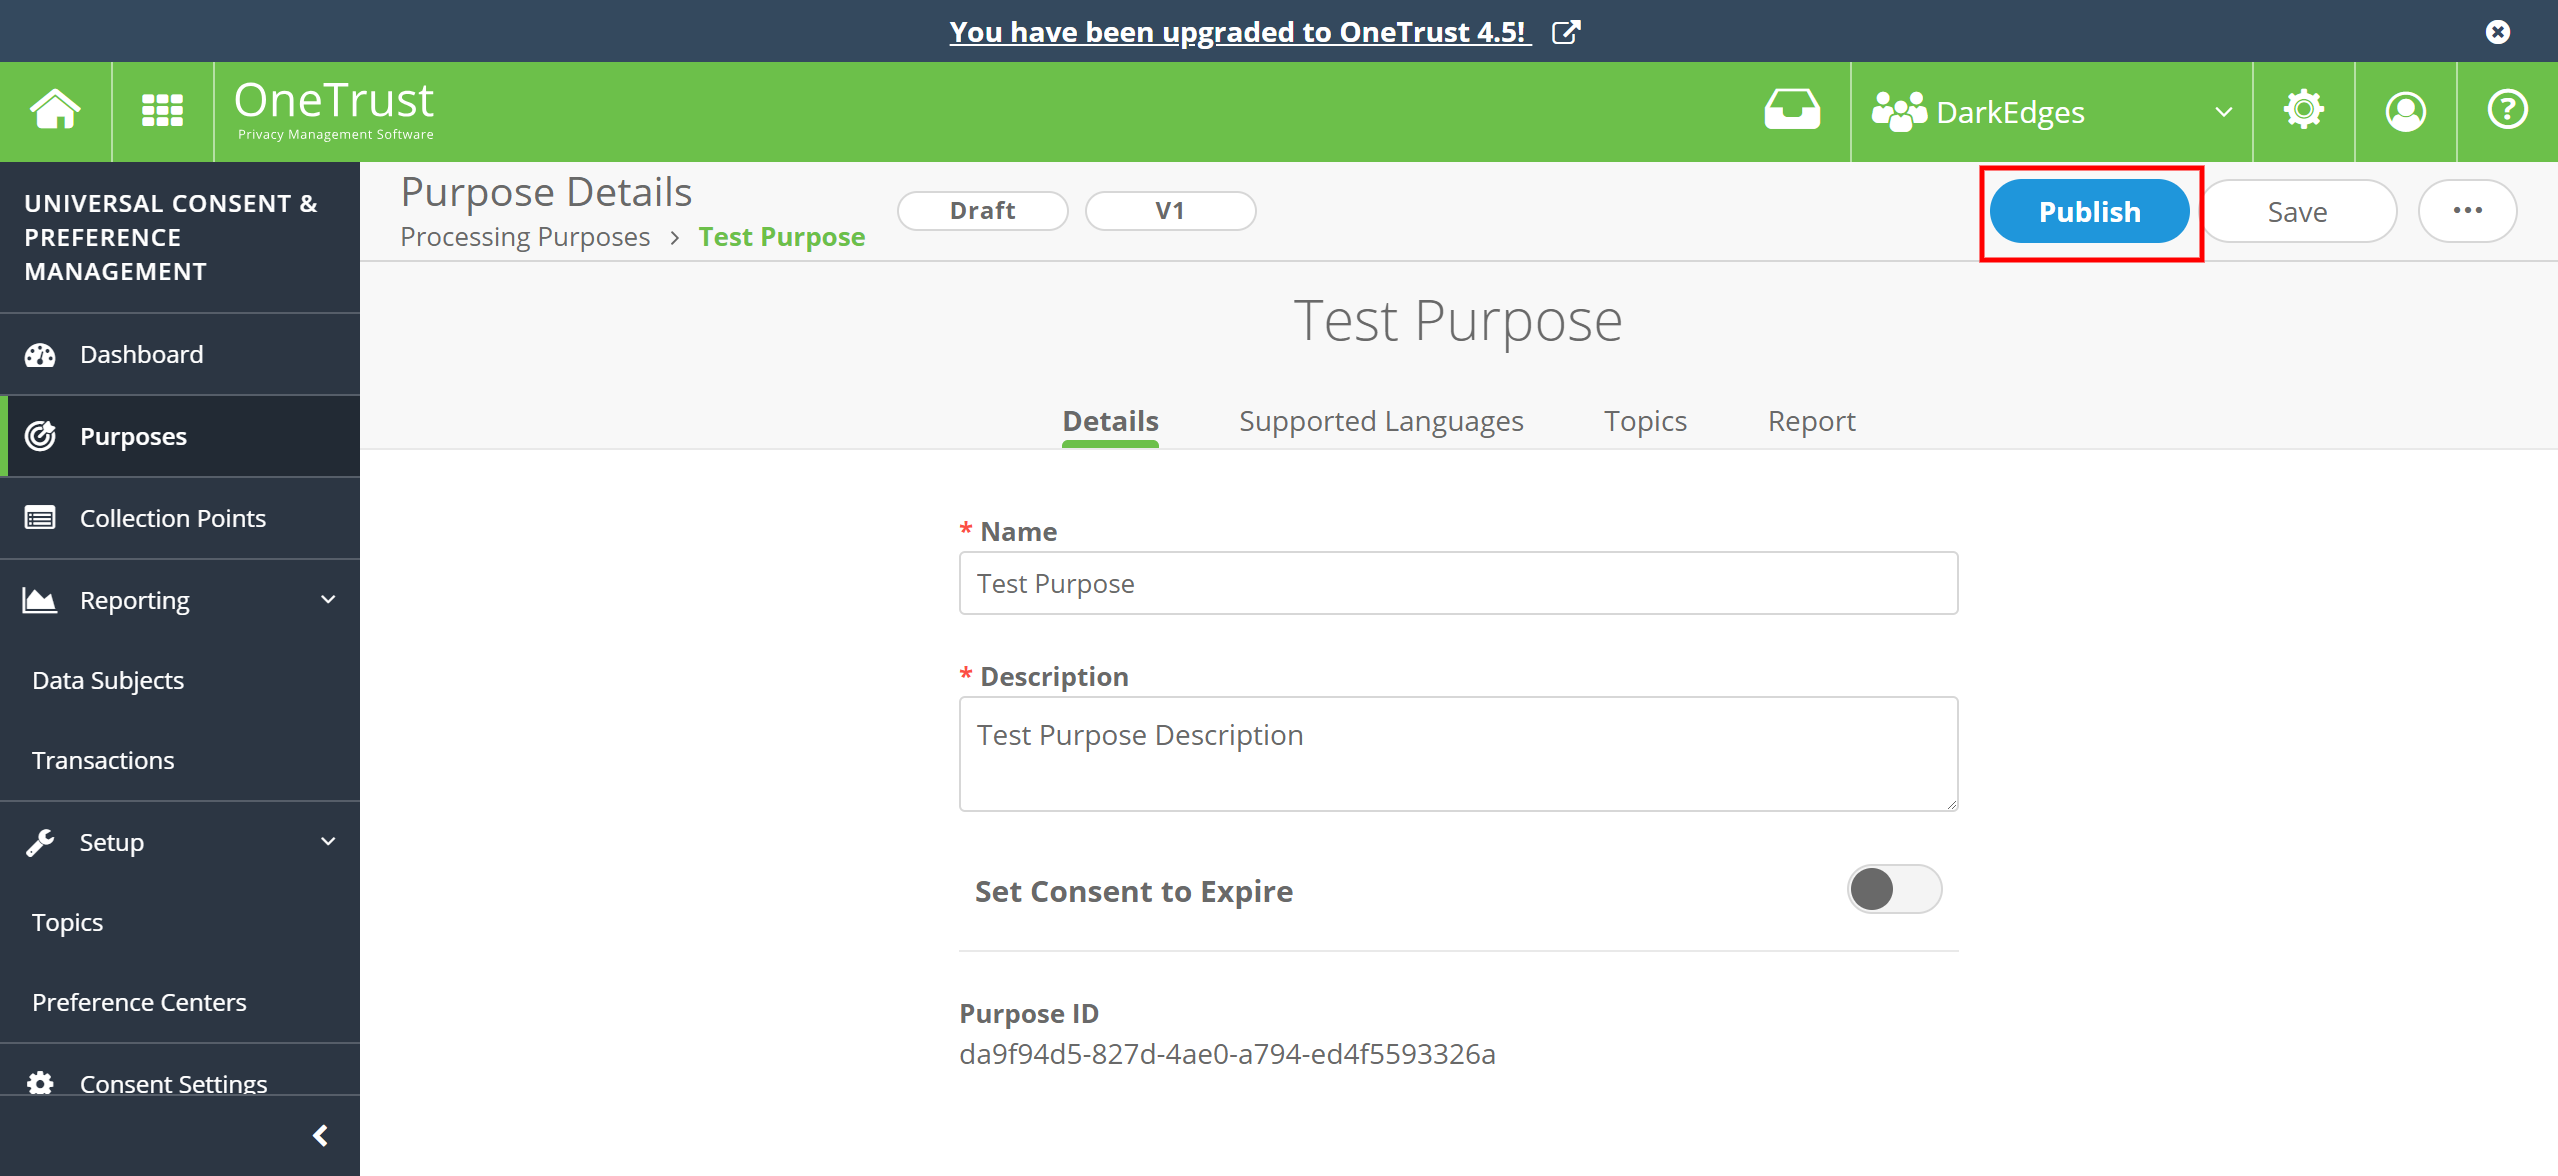 You have been upgraded to OneTrust 4.5!
OneTrust
Privacy Management Software
DarkEdges
UNIVERSAL CONSENT &
PREFERENCE
MANAGEMENT
Dashboard
Purposes
Collection Points
Reporting
Data Subjects
Transactions
Setup
Topics
Preference Centers
Consent Settings
Purpose Details
Processing Purposes > Test Purpose
Draft
V1
Publish
Save
Test Purpose
Details
Supported Languages
Topics
Report
* Name
Test Purpose
* Description
Test Purpose Description
Set Consent to Expire
Purpose ID
da9f94d5-827d-4ae0-a794-ed4f5593326a